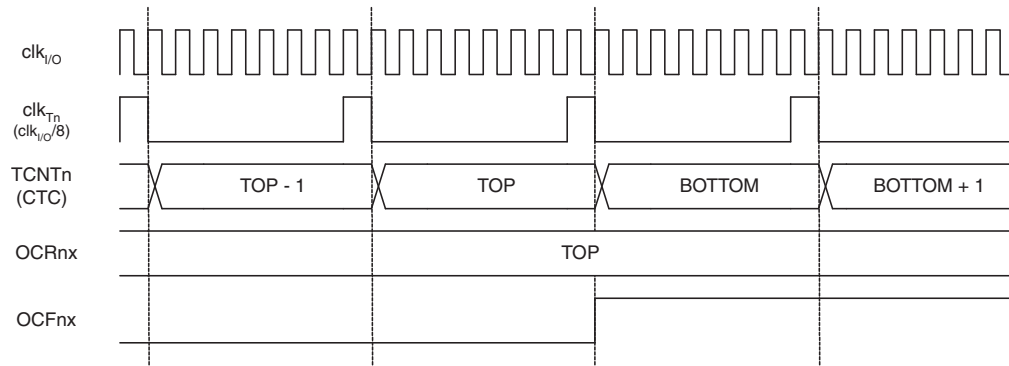 clkI/O
clkTn
(clkI/O/8)
TCNTn
(CTC)
TOP - 1
TOP
BOTTOM
BOTTOM + 1
OCRnx
TOP
OCFnx